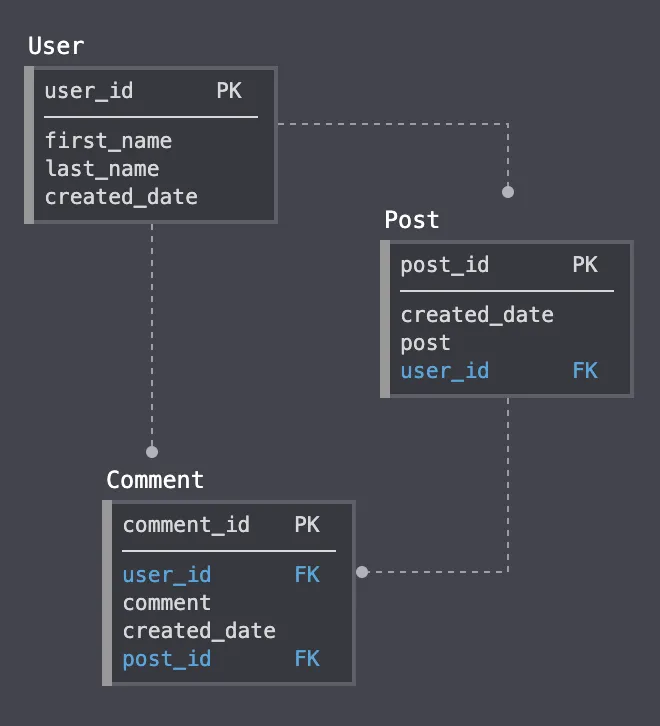 User
user_id PK
first_name
last_name
created_date
Post
post_id PK
created_date
post
user_id FK
Comment
comment_id PK
user_id FK
comment
created_date
post_id FK